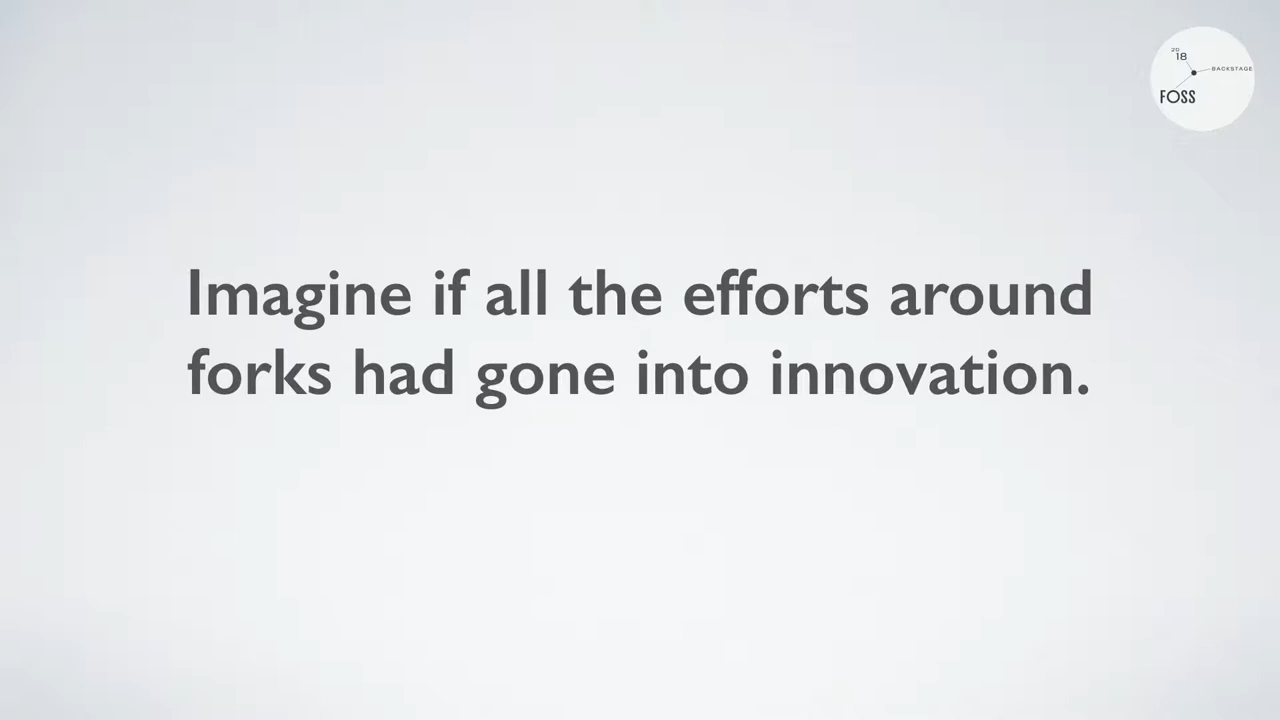 20
18
BACKSTAGE
FOSS
Imagine if all the efforts around
forks had gone into innovation.